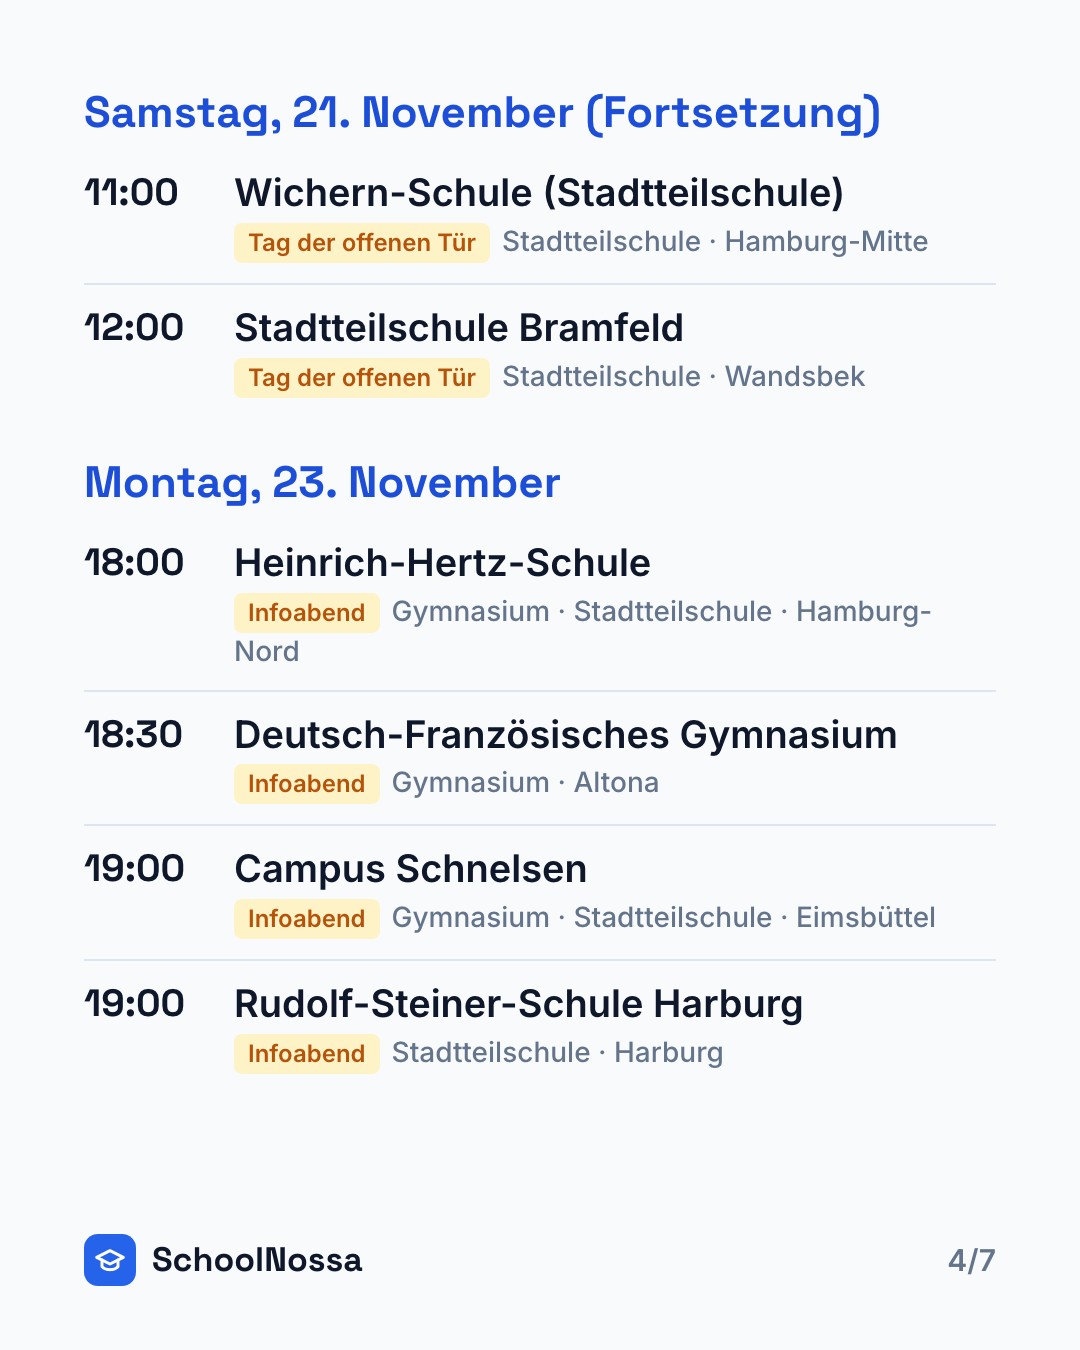 Samstag, 21. November (Fortsetzung)
11:00 Wichern-Schule (Stadtteilschule)
Tag der offenen Tür Stadtteilschule · Hamburg-Mitte
12:00 Stadtteilschule Bramfeld
Tag der offenen Tür Stadtteilschule · Wandsbek
Montag, 23. November
18:00 Heinrich-Hertz-Schule
Infoabend Gymnasium · Stadtteilschule · Hamburg-
Nord
18:30 Deutsch-Französisches Gymnasium
Infoabend Gymnasium · Altona
19:00 Campus Schnelsen
Infoabend Gymnasium · Stadtteilschule · Eimsbüttel
19:00 Rudolf-Steiner-Schule Harburg
Infoabend Stadtteilschule · Harburg
SchoolNossa 4/7